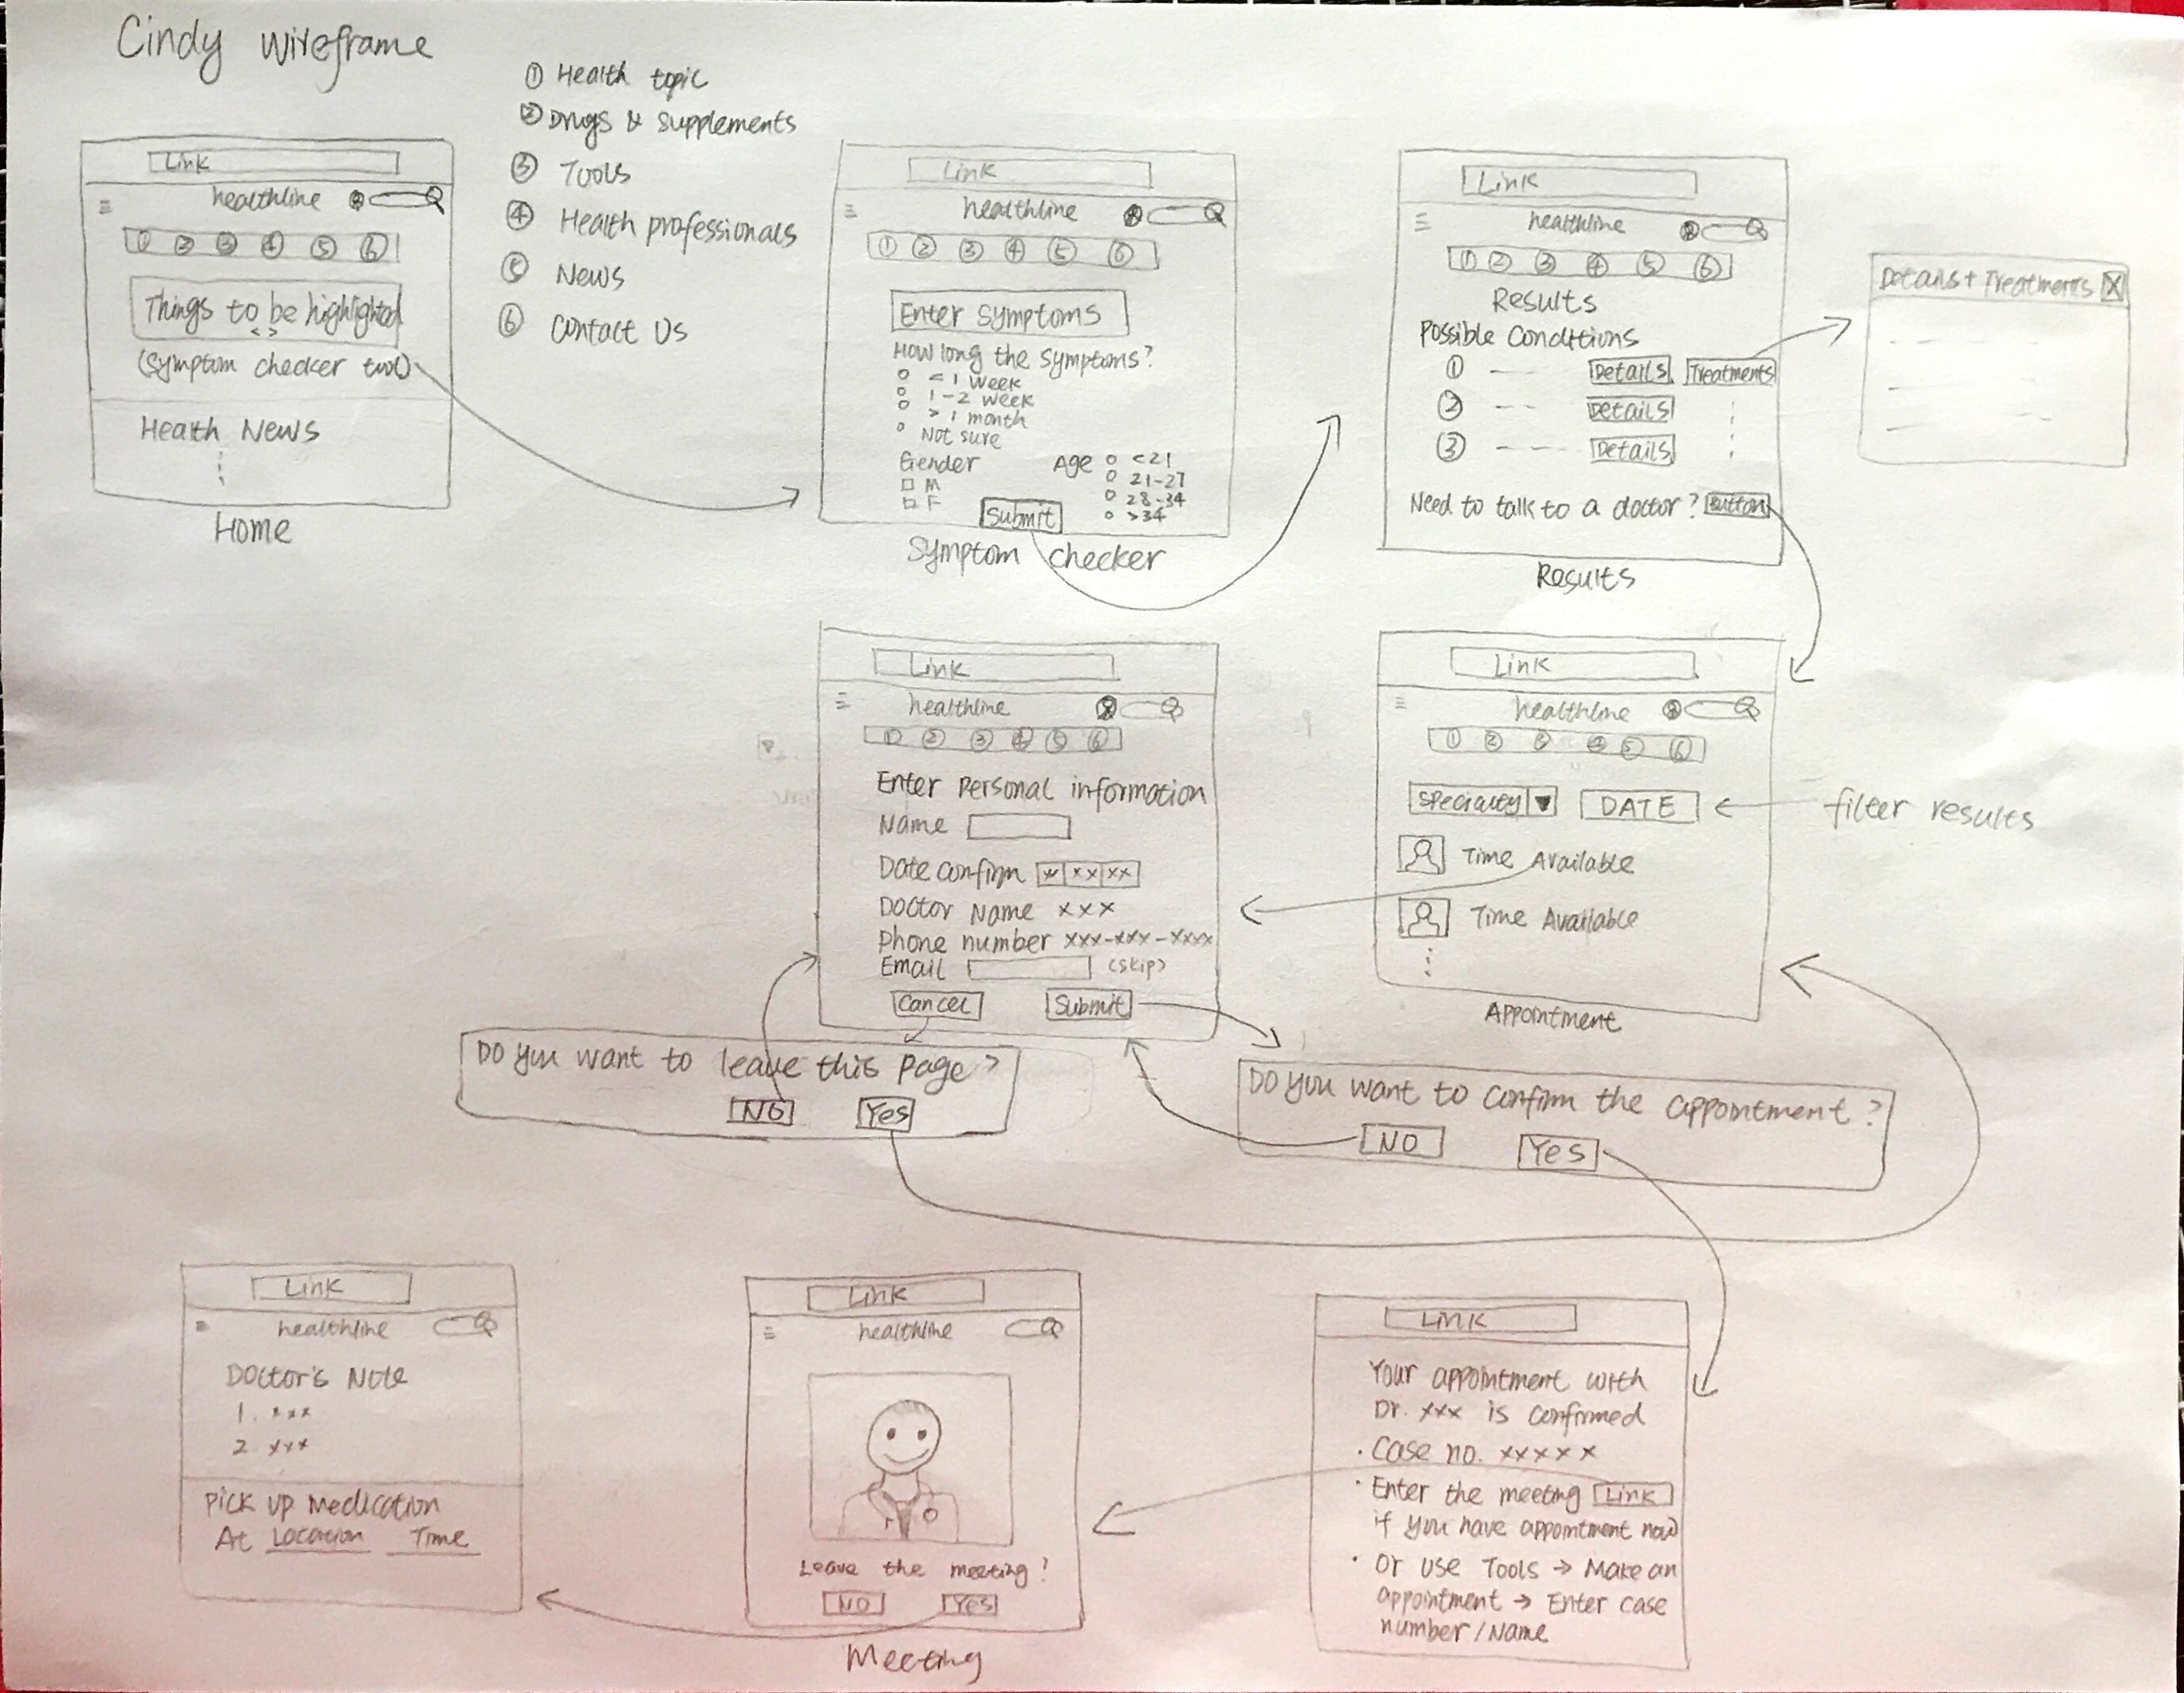 Cindy wireframe
① Health topic
② Drugs & supplements
③ Tools
④ Health professionals
⑤ News
⑥ Contact Us
Link
healthline
① ② ③ ④ ⑤ ⑥
Things to be highlighted
< >
(Symptom checker tool)
Health News
Home
Link
healthline
① ② ③ ④ ⑤ ⑥
Enter symptoms
How long the symptoms?
< 1 week
1-2 week
> 1 month
Not sure
Gender
M
F
Age
<21
21-27
28-34
>34
Submit
Symptom checker
Link
healthline
① ② ③ ④ ⑤ ⑥
Results
Possible Conditions
① Details Treatments
② Details
③ Details
Need to talk to a doctor? Button
Results
Details + Treatments X
Link
healthline
① ② ③ ④ ⑤ ⑥
Enter personal information
Name
Date confirm xx xx
Doctor Name xxx
Phone number xxx-xxx-xxxx
Email (skip)
Cancel Submit
Link
healthline
① ② ③ ④ ⑤ ⑥
Specialty ▼ DATE
filter results
Time Available
Time Available
Appointment
Do you want to leave this page?
NO Yes
Do you want to confirm the appointment?
NO Yes
Link
healthline
Doctor's Note
1. xxx
2. xxx
Pick up medication
At Location Time
Link
healthline
Leave the meeting?
NO Yes
Meeting
Link
Your appointment with
Dr. xxx is confirmed
· Case no. xxxxx
· Enter the meeting Link
if you have appointment now
· Or use Tools → Make an
appointment → Enter case
number/Name